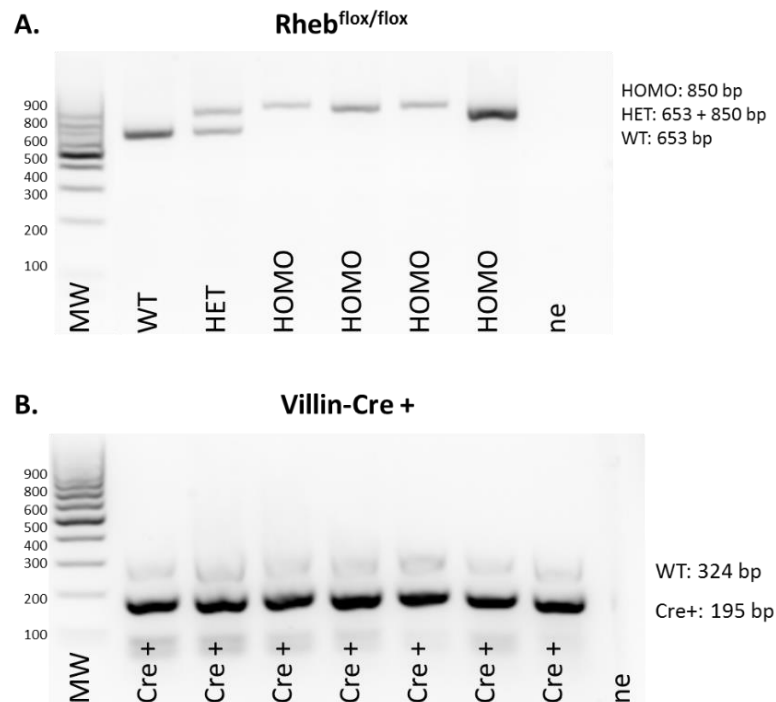 A.
Rheb^flox/flox
900
800
600
500
400
300
200
100
HOMO: 850 bp
HET: 653 + 850 bp
WT: 653 bp
MW
WT
HET
HOMO
HOMO
HOMO
HOMO
ne
B.
Villin-Cre +
900
800
600
500
400
300
200
100
WT: 324 bp
Cre+: 195 bp
MW
Cre +
Cre +
Cre +
Cre +
Cre +
Cre +
Cre +
ne